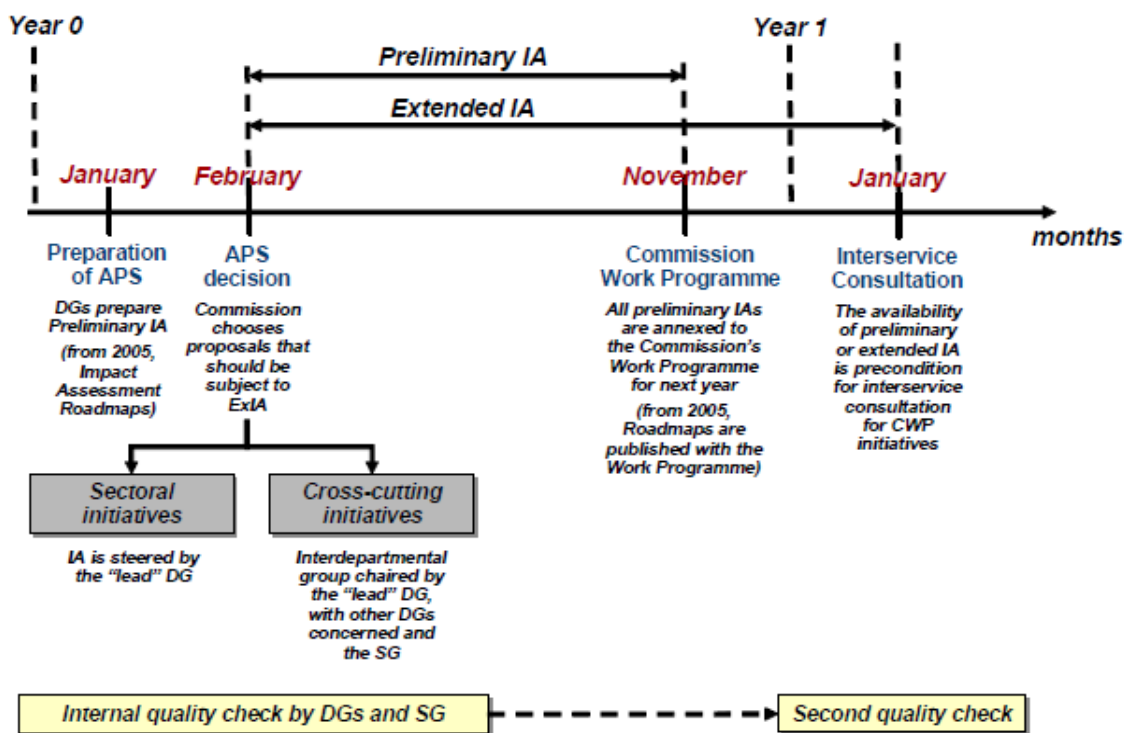 Year 0
Year 1
Preliminary IA
Extended IA
January
February
November
January
months
Preparation
of APS
DGs prepare
Preliminary IA
(from 2005,
Impact
Assessment
Roadmaps)
APS
decision
Commission
chooses
proposals that
should be
subject to
ExIA
Commission
Work Programme
All preliminary IAs
are annexed to
the Commission's
Work Programme
for next year
(from 2005,
Roadmaps are
published with the
Work Programme)
Interservice
Consultation
The availability
of preliminary
or extended IA
is precondition
for interservice
consultation
for CWP
initiatives
Sectoral
initiatives
IA is steered by
the “lead” DG
Cross-cutting
initiatives
Interdepartmental
group chaired by
the “lead” DG,
with other DGs
concerned and
the SG
Internal quality check by DGs and SG
Second quality check